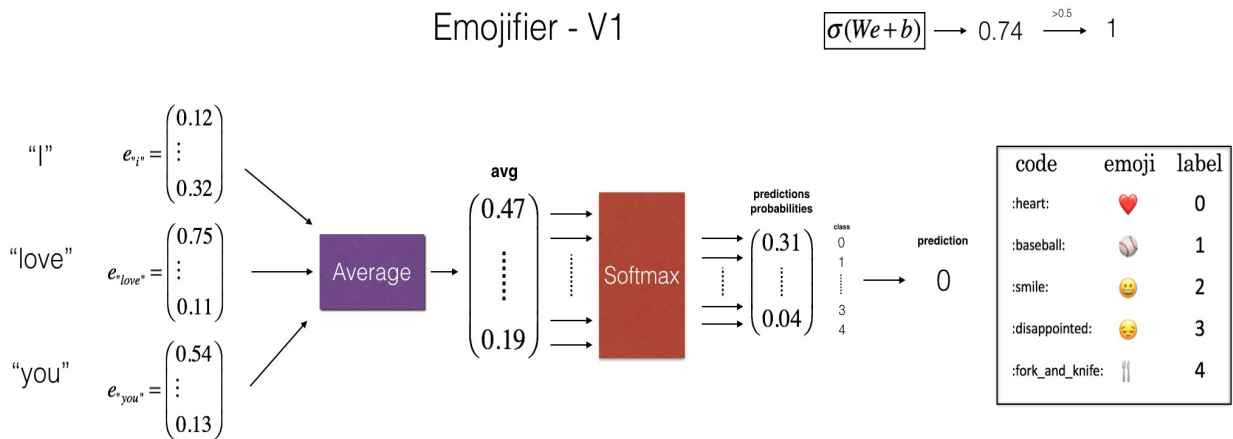 Emojifier - V1
σ(We+b) → 0.74 >0.5 → 1
"I"
e"i" = (0.12 ⋮ 0.32)
"love"
e"love" = (0.75 ⋮ 0.11)
"you"
e"you" = (0.54 ⋮ 0.13)
Average
avg
0.47
0.19
Softmax
predictions
probabilities
0.31
0.04
class
0
1
3
4
prediction
0
code emoji label
:heart: ❤️ 0
:baseball: ⚾ 1
:smile: 😀 2
:disappointed: 😔 3
:fork_and_knife: 🍴 4